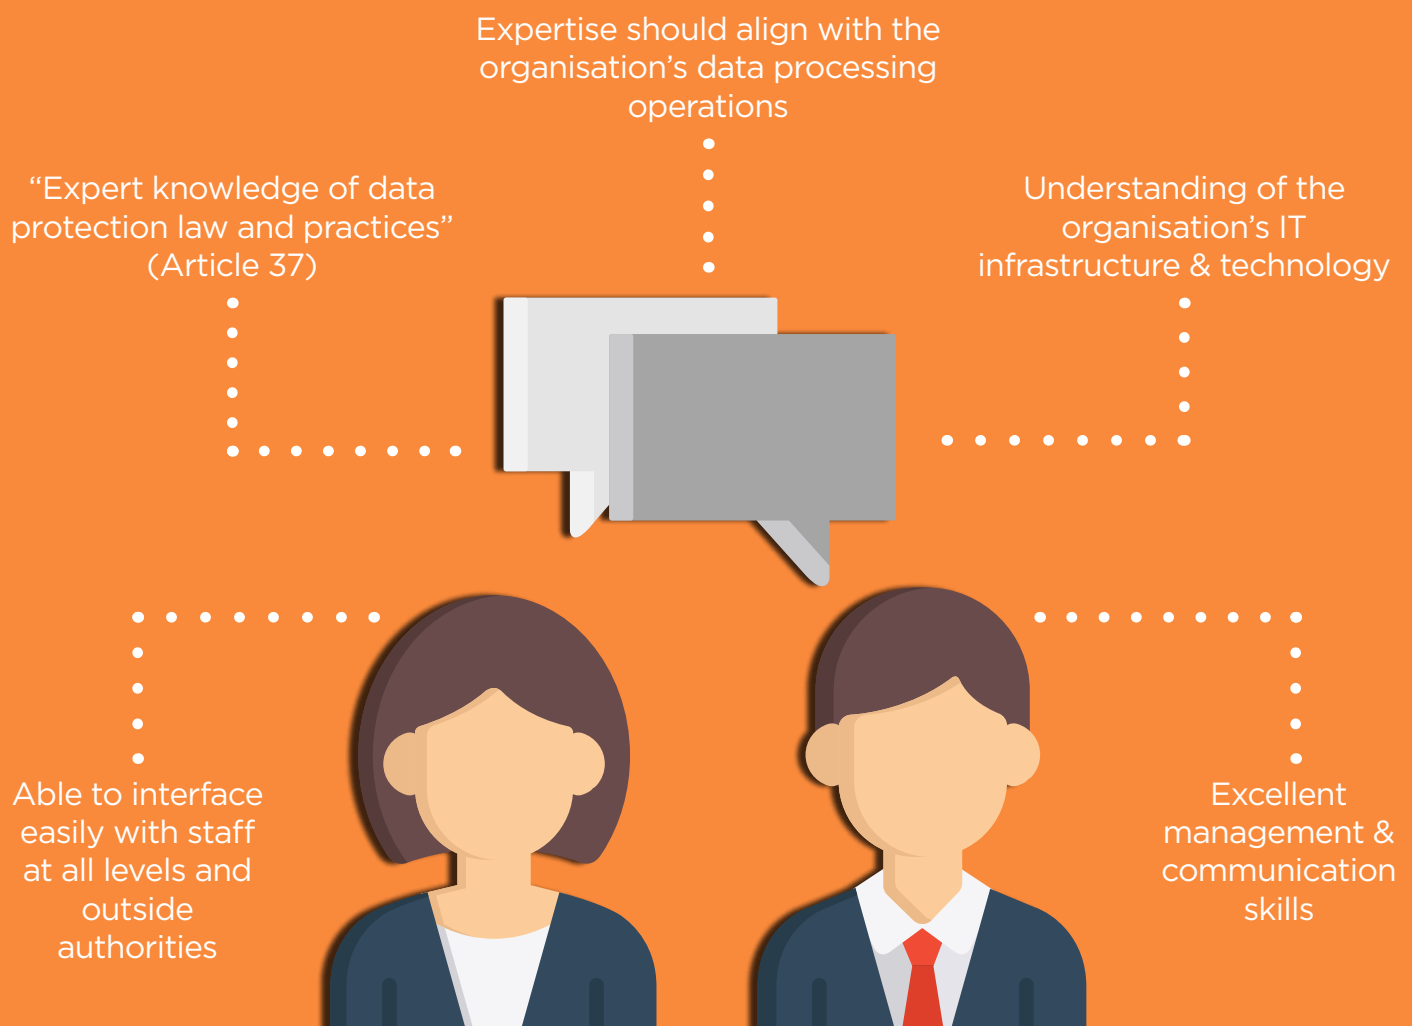 Expertise should align with the
organisation’s data processing
operations
“Expert knowledge of data
protection law and practices”
(Article 37)
Understanding of the
organisation’s IT
infrastructure & technology
Able to interface
easily with staff
at all levels and
outside
authorities
Excellent
management &
communication
skills